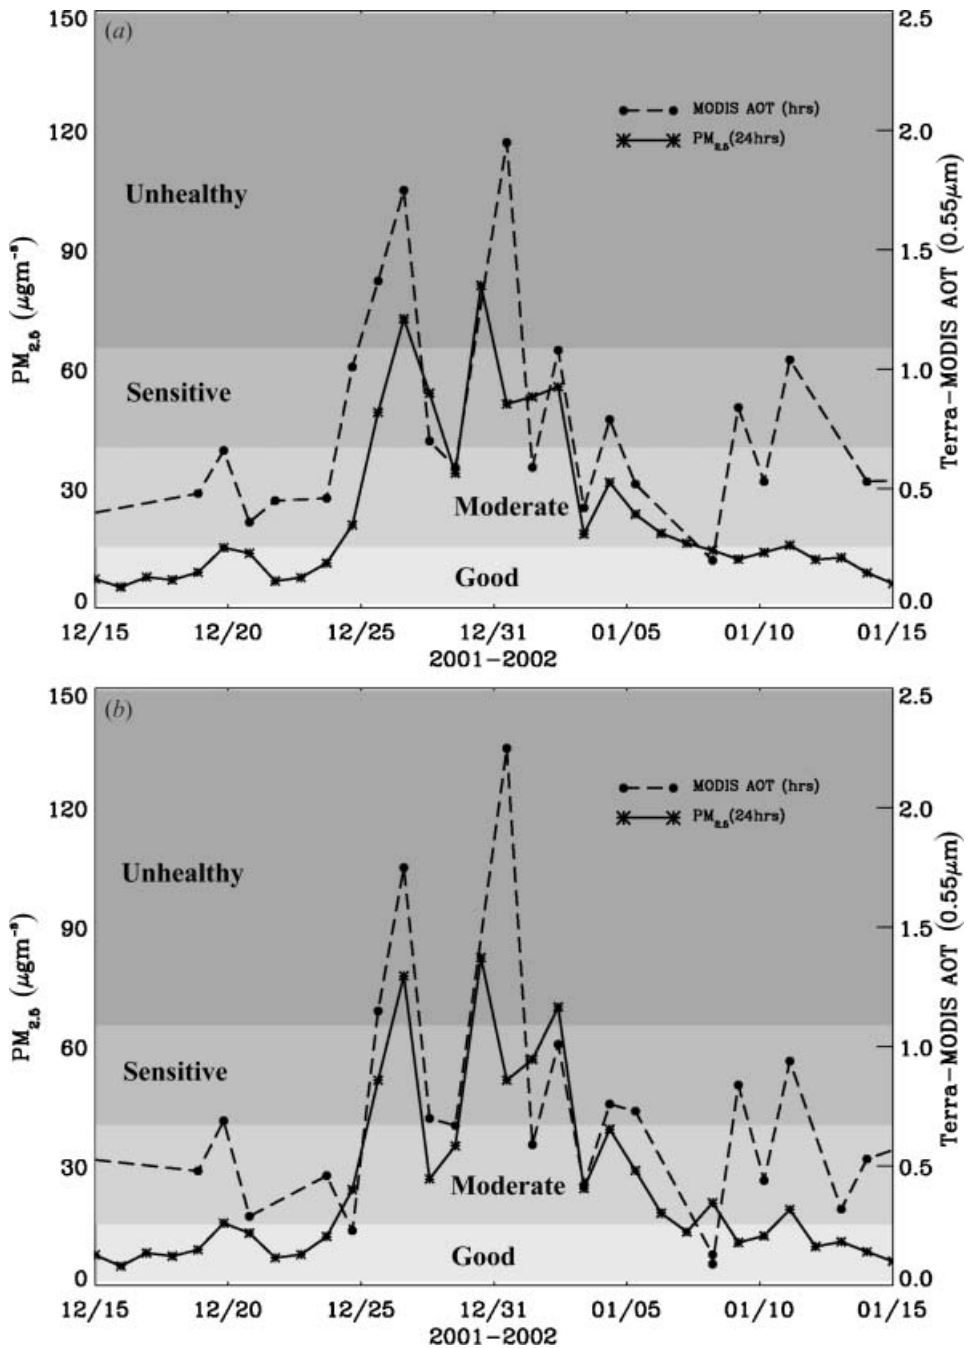 150
(a)
2.5
MODIS AOT (hrs)
PM2.5(24hrs)
120
2.0
Unhealthy
90
1.5
PM2.5 (μgm-3)
Terra-MODIS AOT (0.55μm)
60
1.0
Sensitive
30
Moderate
0.5
Good
0
0.0
12/15
12/20
12/25
12/31
01/05
01/10
01/15
2001-2002
150
(b)
2.5
MODIS AOT (hrs)
PM2.5(24hrs)
120
2.0
Unhealthy
90
1.5
PM2.5 (μgm-3)
Terra-MODIS AOT (0.55μm)
60
1.0
Sensitive
30
Moderate
0.5
Good
0
0.0
12/15
12/20
12/25
12/31
01/05
01/10
01/15
2001-2002